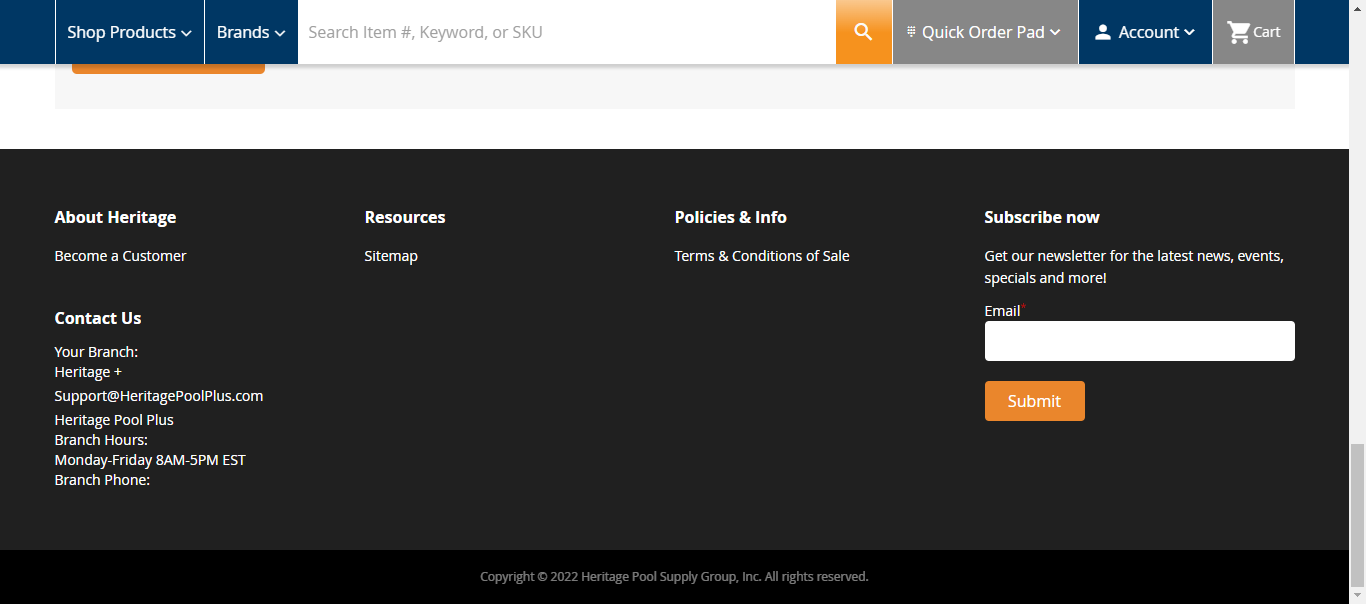 Shop Products
Brands
Search Item #, Keyword, or SKU
Quick Order Pad
Account
Cart
About Heritage
Become a Customer
Contact Us
Your Branch:
Heritage +
Support@HeritagePoolPlus.com
Heritage Pool Plus
Branch Hours:
Monday-Friday 8AM-5PM EST
Branch Phone:
Resources
Sitemap
Policies & Info
Terms & Conditions of Sale
Subscribe now
Get our newsletter for the latest news, events,
specials and more!
Email*
Submit
Copyright © 2022 Heritage Pool Supply Group, Inc. All rights reserved.